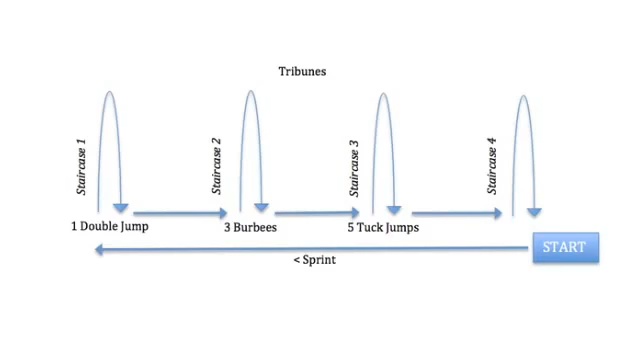 Tribunes
Staircase 1
Staircase 2
Staircase 3
Staircase 4
1 Double Jump
3 Burbees
5 Tuck Jumps
START
< Sprint